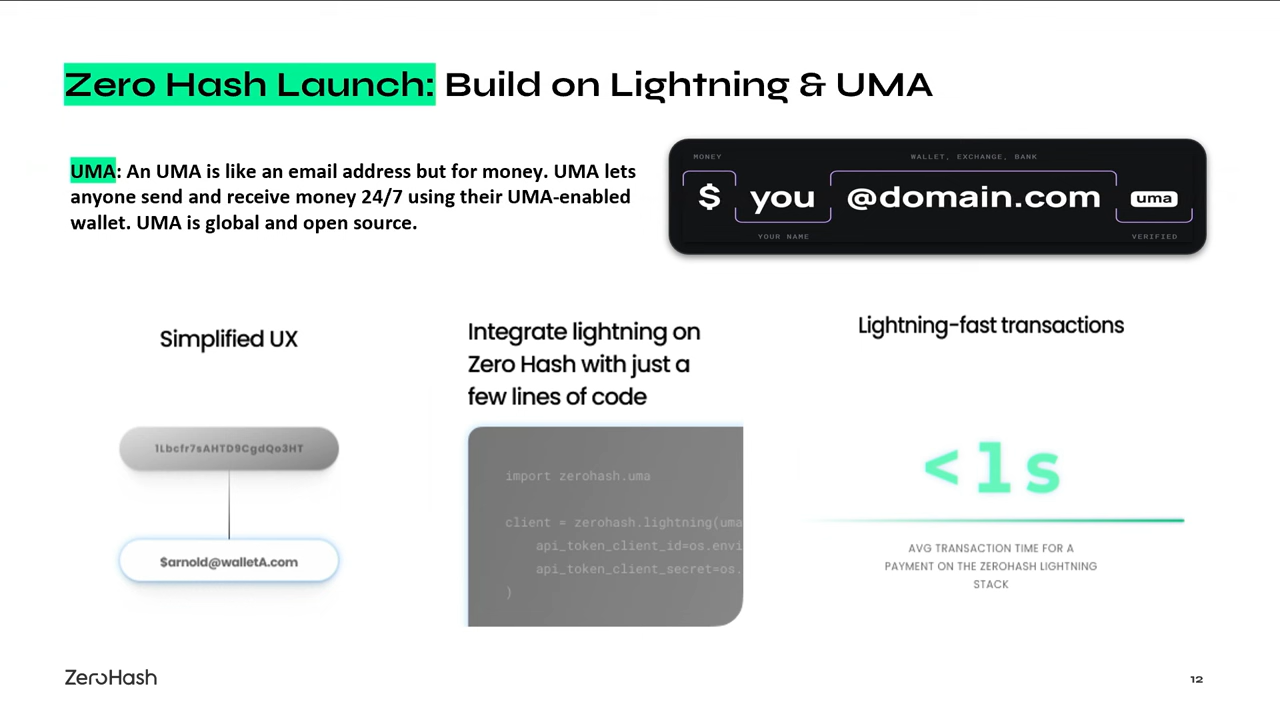 Zero Hash Launch: Build on Lightning & UMA
UMA: An UMA is like an email address but for money. UMA lets
anyone send and receive money 24/7 using their UMA-enabled
wallet. UMA is global and open source.
MONEY
WALLET, EXCHANGE, BANK
$ you @domain.com uma
YOUR NAME
VERIFIED
Simplified UX
1Lbcfr7sAHTD9CgdQo3HT
$arnold@walletA.com
Integrate lightning on
Zero Hash with just a
few lines of code
import zerohash.uma
client = zerohash.lightning(uma
api_token_client_id=os.envi
api_token_client_secret=os.
)
Lightning-fast transactions
<1s
AVG TRANSACTION TIME FOR A
PAYMENT ON THE ZEROHASH LIGHTNING
STACK
ZeroHash
12